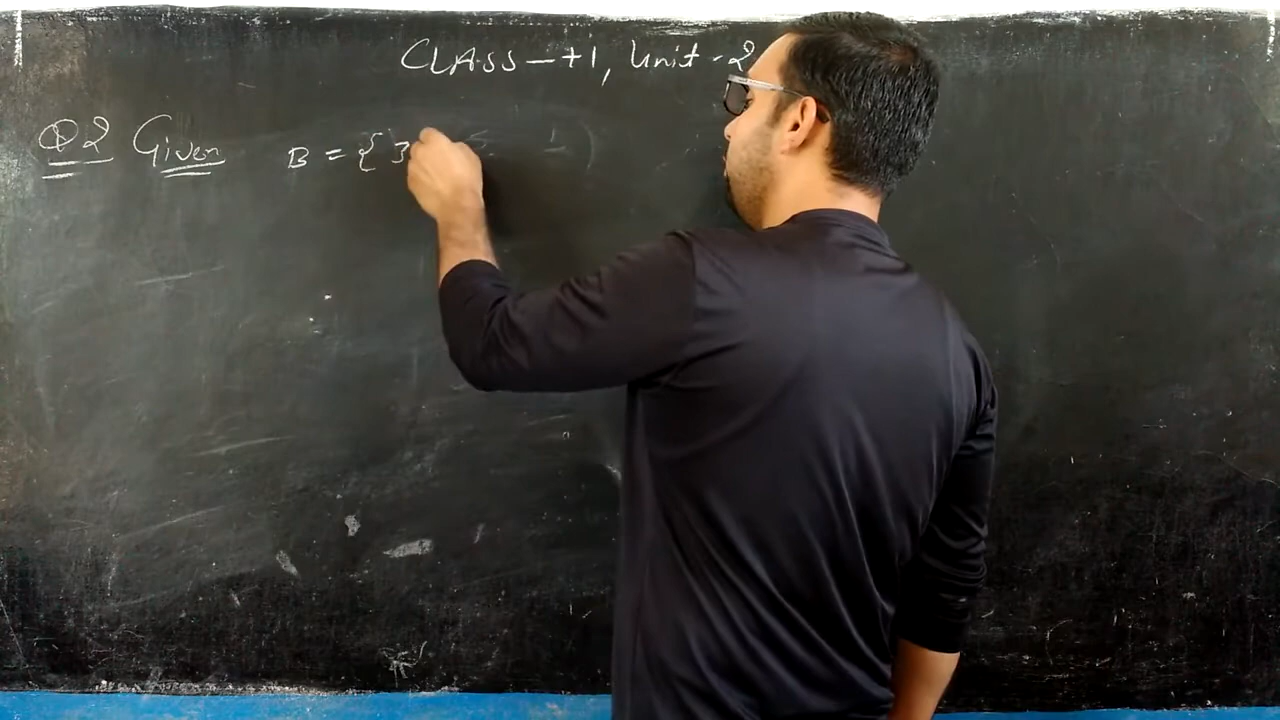 CLASS-+1, Unit-2
Q2 Given B = { 3